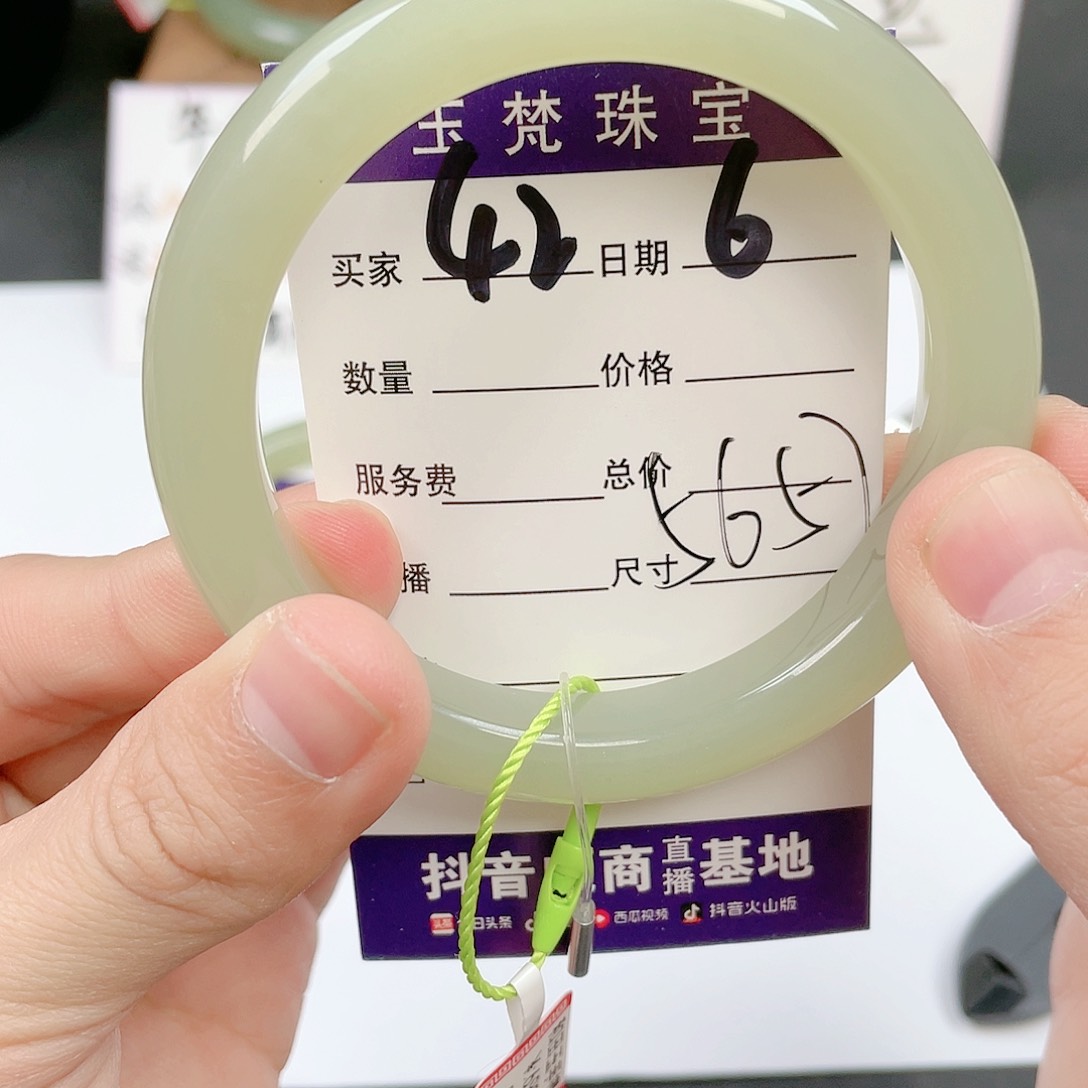 玉梵珠宝
买家 42 日期 6
数量 价格
服务费 总价
播 尺寸 565
抖音 商直播基地
头条 西瓜视频 抖音火山版